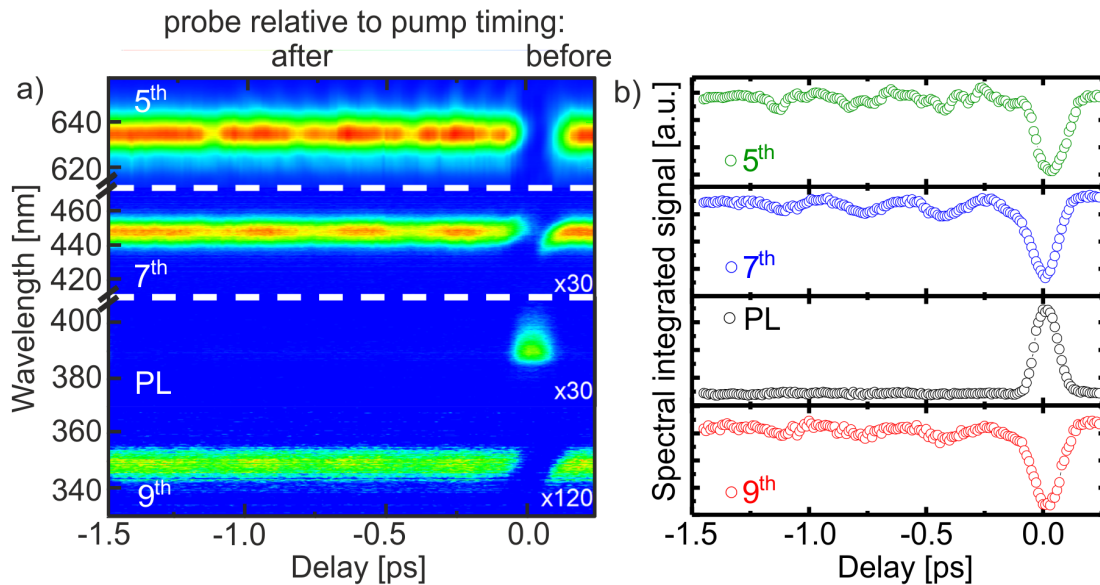 probe relative to pump timing:
after before
a)
5th
640
620
460
440
420
7th
x30
400
380
PL
x30
360
340
9th
x120
Wavelength [nm]
-1.5 -1.0 -0.5 0.0
Delay [ps]
b)
Spectral integrated signal [a.u.]
5th
7th
PL
9th
-1.5 -1.0 -0.5 0.0
Delay [ps]